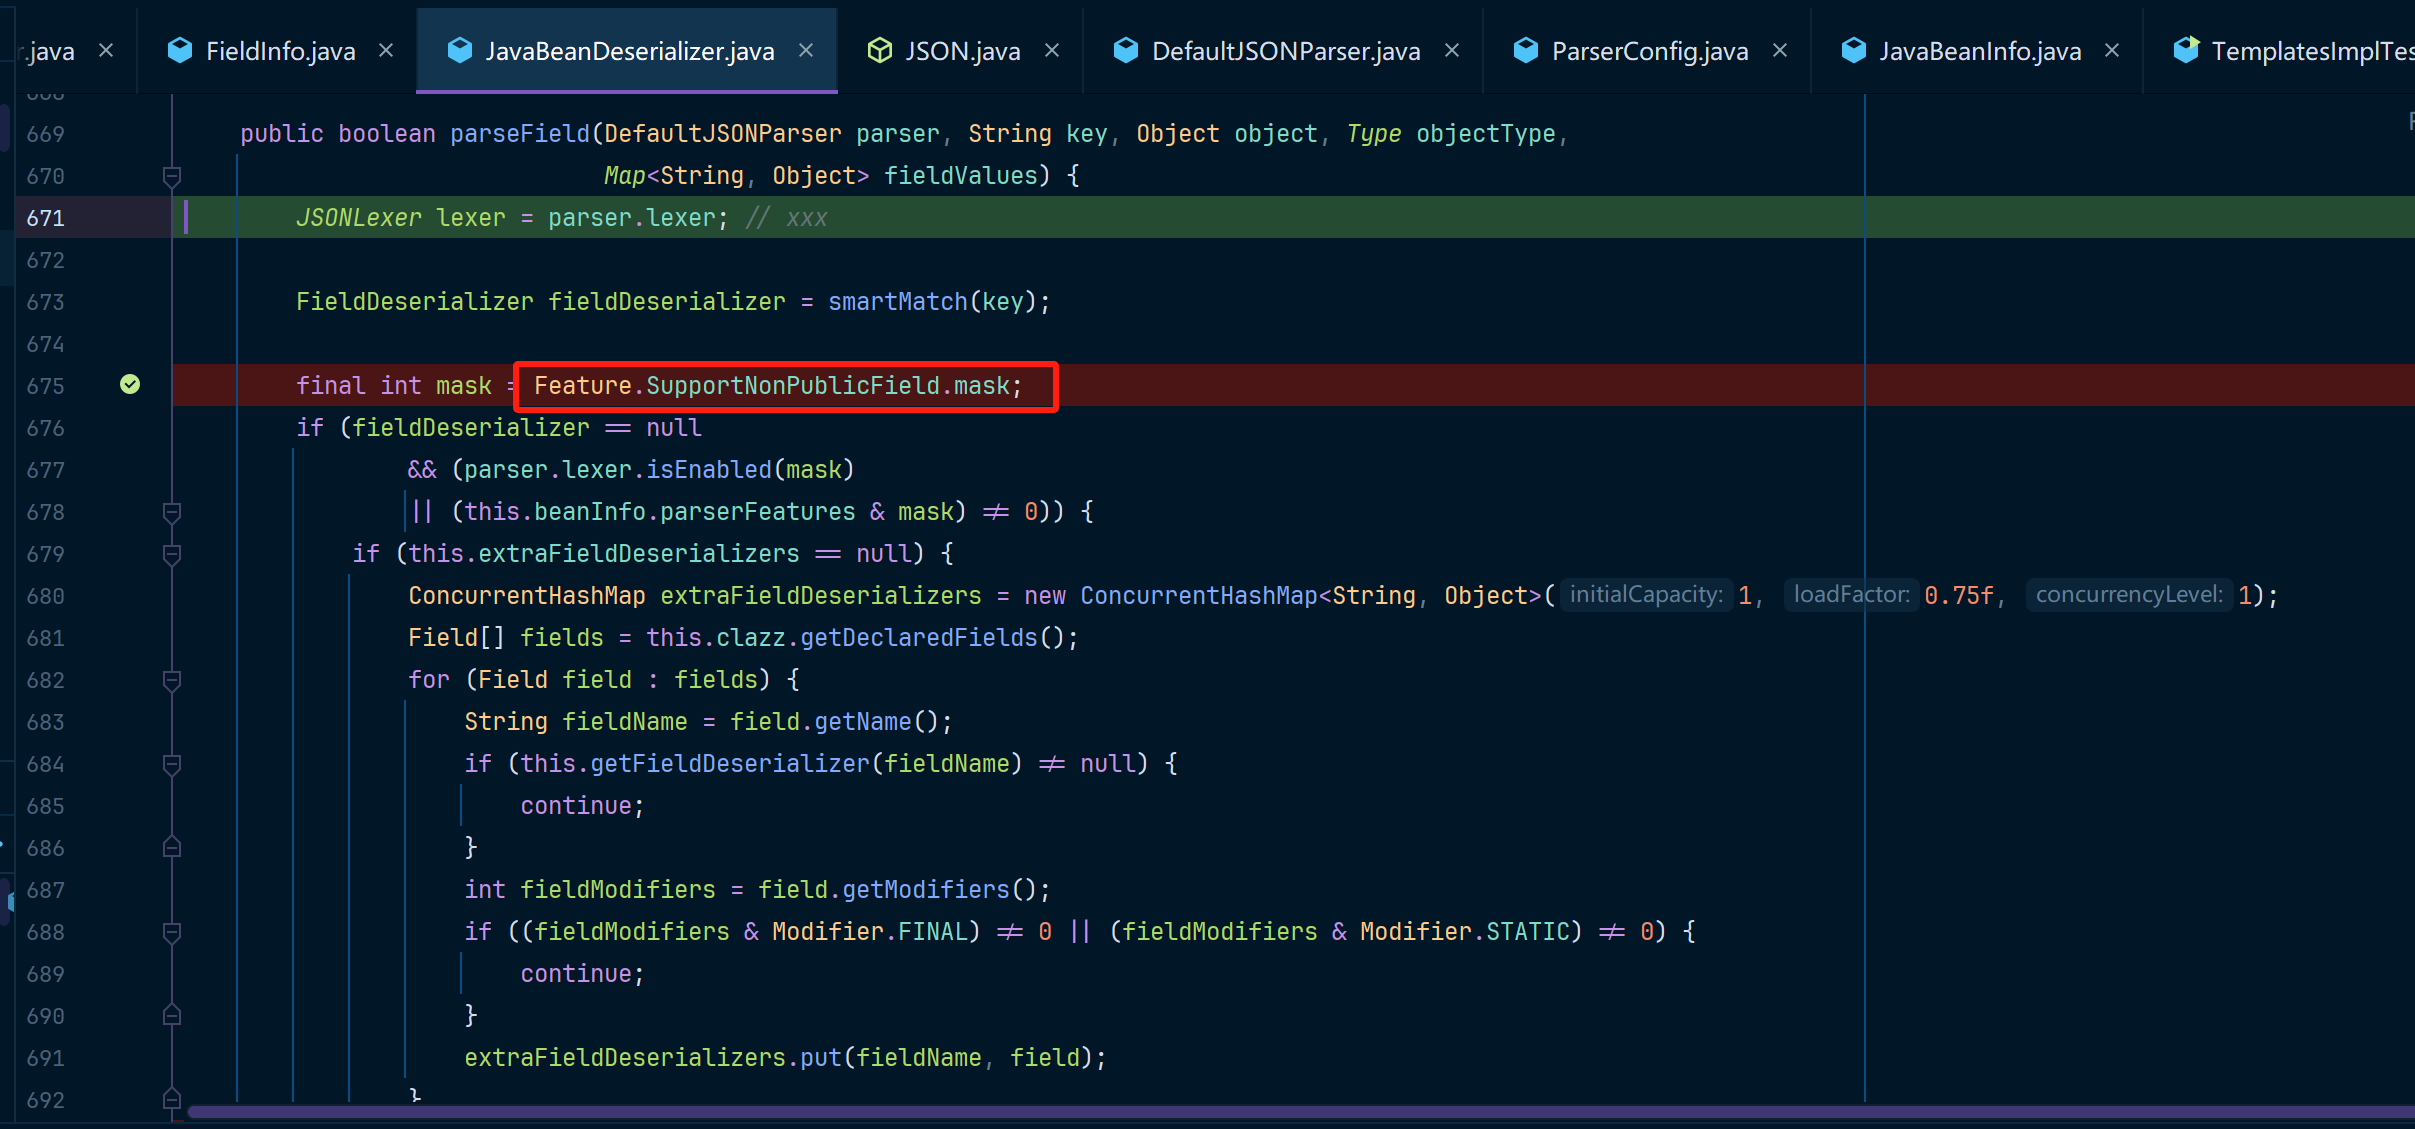 r.java FieldInfo.java JavaBeanDeserializer.java JSON.java DefaultJSONParser.java ParserConfig.java JavaBeanInfo.java TemplatesImplTes
668
669 public boolean parseField(DefaultJSONParser parser, String key, Object object, Type objectType,
670 Map<String, Object> fieldValues) {
671 JSONLexer lexer = parser.lexer; // xxx
672
673 FieldDeserializer fieldDeserializer = smartMatch(key);
674
675 final int mask = Feature.SupportNonPublicField.mask;
676 if (fieldDeserializer == null
677 && (parser.lexer.isEnabled(mask)
678 || (this.beanInfo.parserFeatures & mask) != 0)) {
679 if (this.extraFieldDeserializers == null) {
680 ConcurrentHashMap extraFieldDeserializers = new ConcurrentHashMap<String, Object>( initialCapacity: 1, loadFactor: 0.75f, concurrencyLevel: 1);
681 Field[] fields = this.clazz.getDeclaredFields();
682 for (Field field : fields) {
683 String fieldName = field.getName();
684 if (this.getFieldDeserializer(fieldName) != null) {
685 continue;
686 }
687 int fieldModifiers = field.getModifiers();
688 if ((fieldModifiers & Modifier.FINAL) != 0 || (fieldModifiers & Modifier.STATIC) != 0) {
689 continue;
690 }
691 extraFieldDeserializers.put(fieldName, field);
692 }